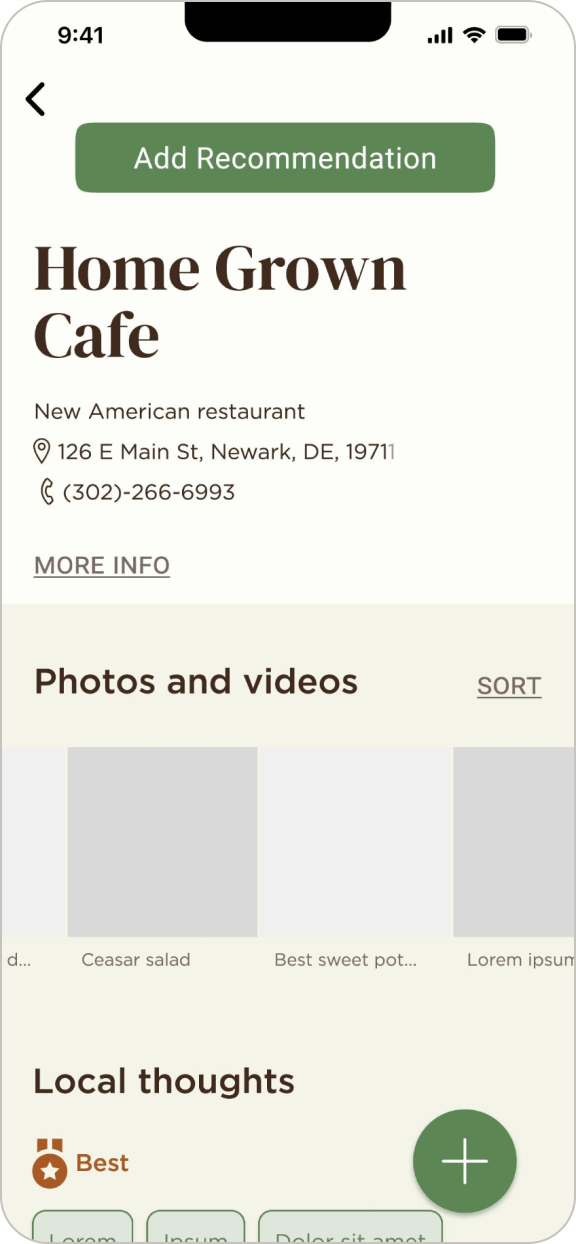 9:41
Add Recommendation
Home Grown
Cafe
New American restaurant
126 E Main St, Newark, DE, 19711
(302)-266-6993
MORE INFO
Photos and videos
SORT
d...
Ceasar salad
Best sweet pot...
Lorem ipsum
Local thoughts
Best
Lorem
Ipsum
Dolor sit amet